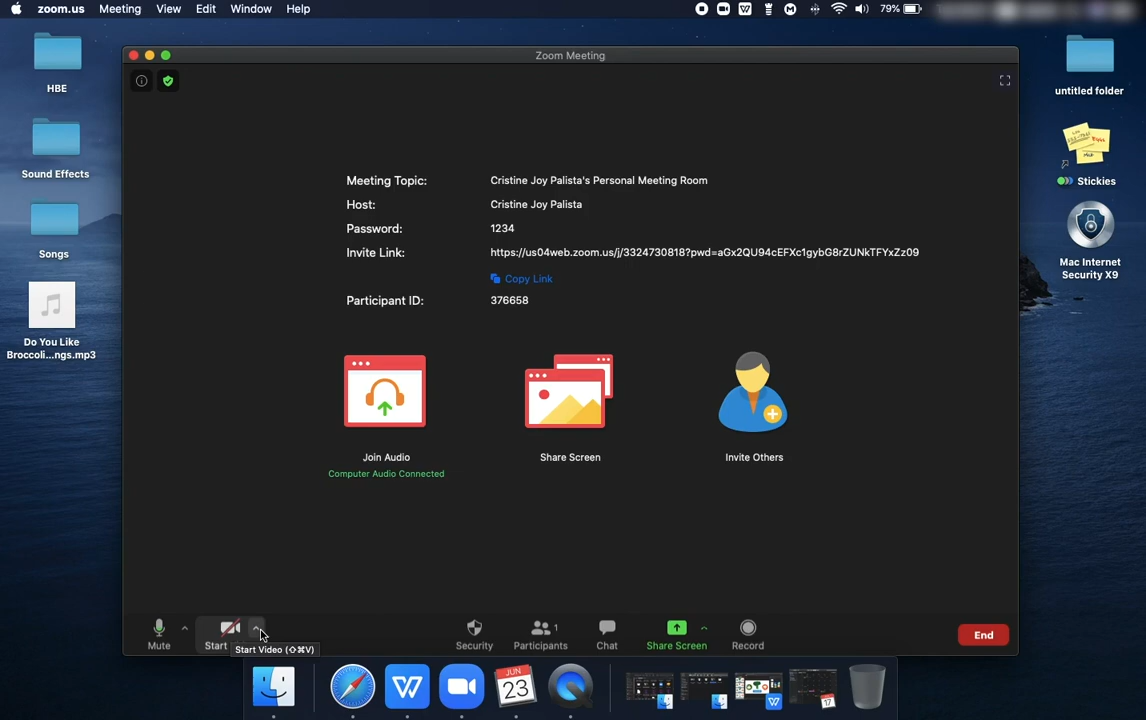 zoom.us Meeting View Edit Window Help
79%
HBE
Sound Effects
Songs
Do You Like
Broccoli...ngs.mp3
untitled folder
Stickies
Mac Internet
Security X9
Zoom Meeting
Meeting Topic: Cristine Joy Palista's Personal Meeting Room
Host: Cristine Joy Palista
Password: 1234
Invite Link: https://us04web.zoom.us/j/3324730818?pwd=aGx2QU94cEFXc1gybG8rZUNkTFYxZz09
Copy Link
Participant ID: 376658
Join Audio Share Screen Invite Others
Computer Audio Connected
1
Mute Start Security Participants Chat Share Screen Record End
Start Video (⇧⌘V)
JUN
23
17